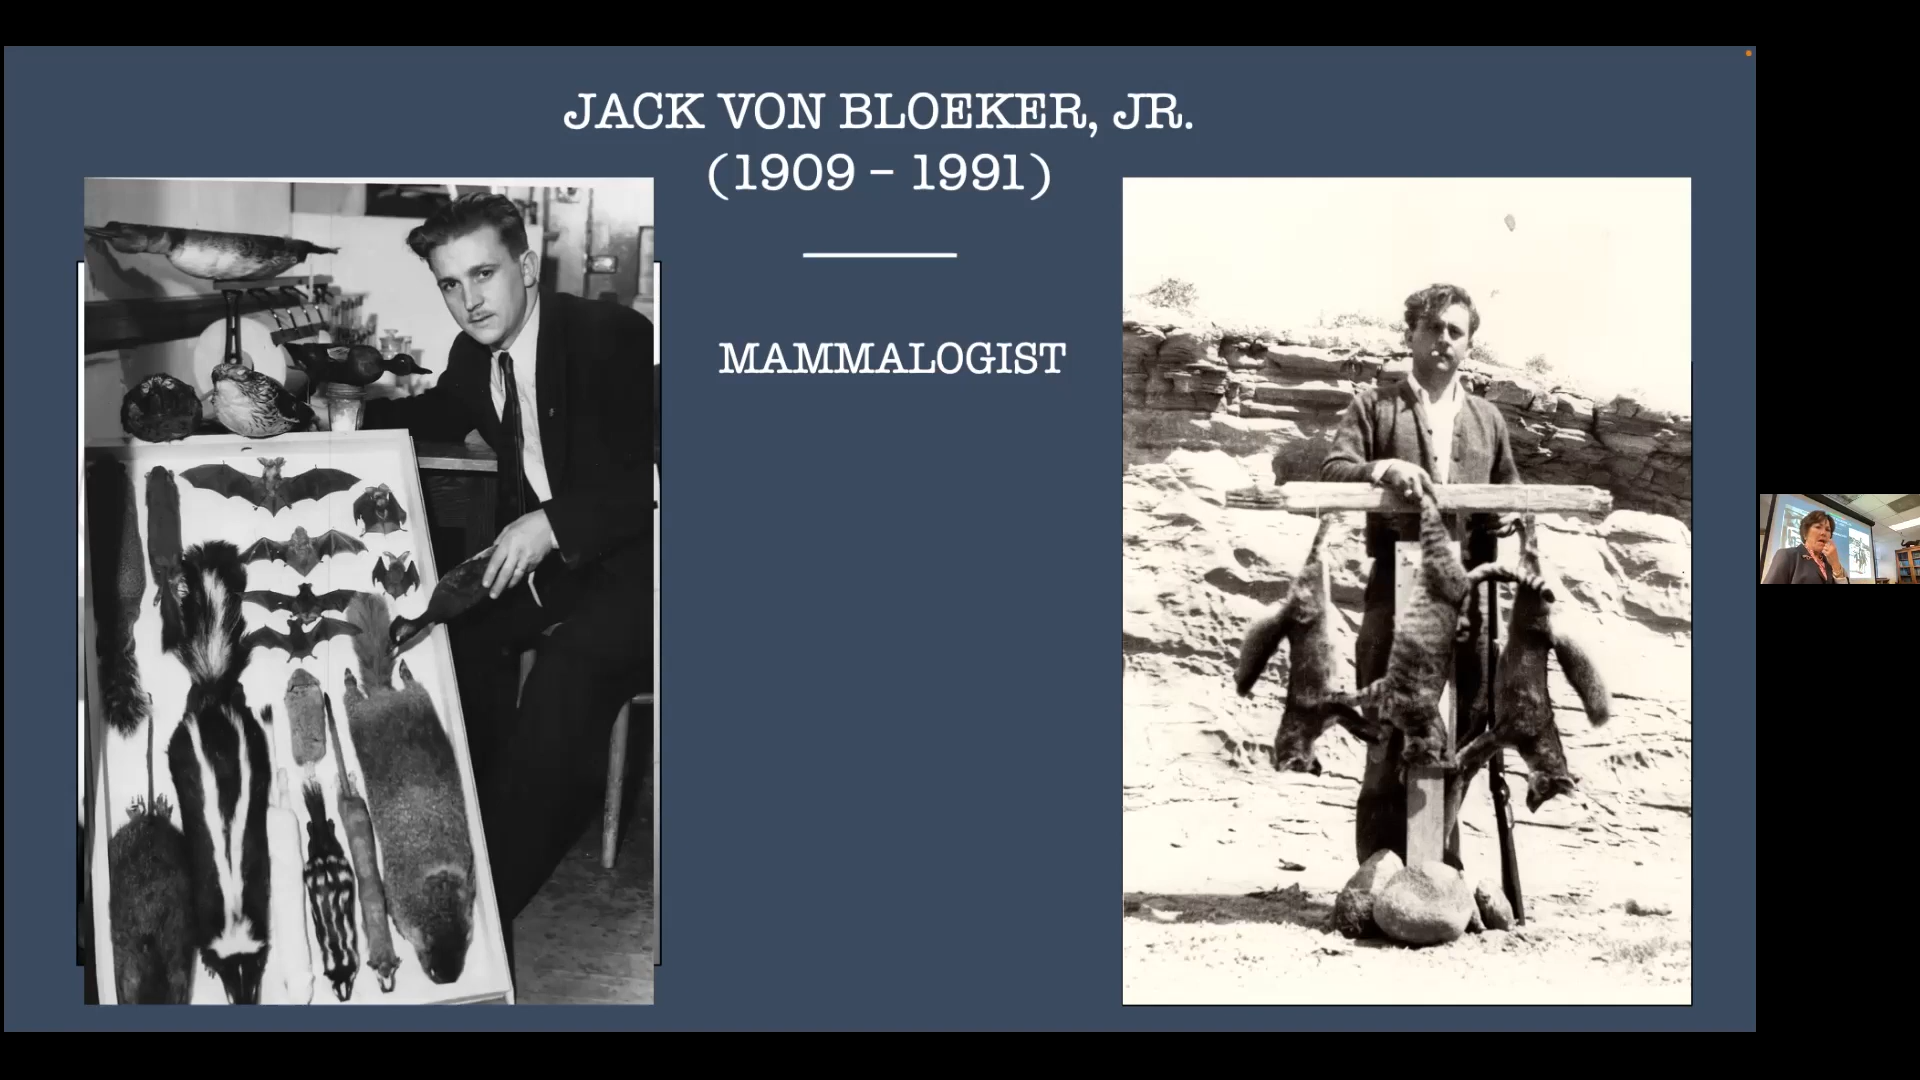 JACK VON BLOEKER, JR.
(1909 – 1991)
MAMMALOGIST